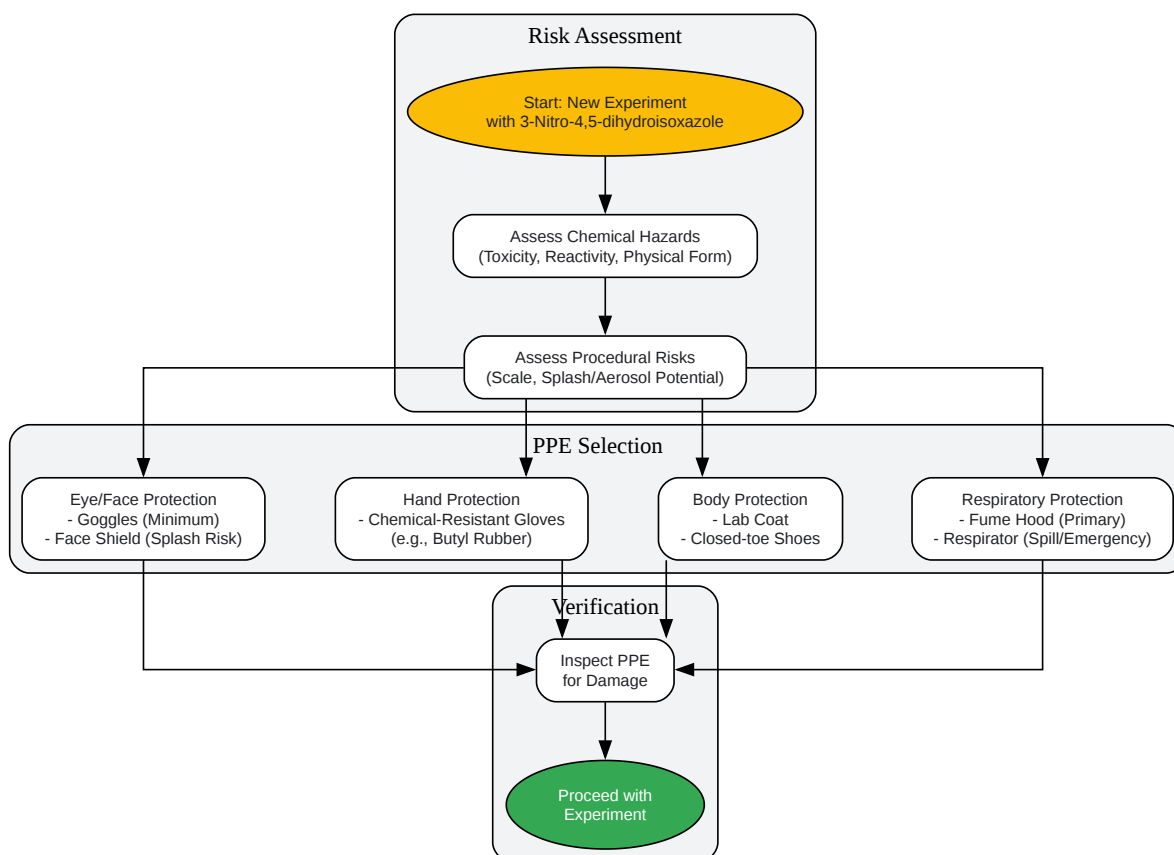 Risk Assessment
Start: New Experiment
with 3-Nitro-4,5-dihydroisoxazole
Assess Chemical Hazards
(Toxicity, Reactivity, Physical Form)
Assess Procedural Risks
(Scale, Splash/Aerosol Potential)
PPE Selection
Eye/Face Protection
- Goggles (Minimum)
- Face Shield (Splash Risk)
Hand Protection
- Chemical-Resistant Gloves
(e.g., Butyl Rubber)
Body Protection
- Lab Coat
- Closed-toe Shoes
Respiratory Protection
- Fume Hood (Primary)
- Respirator (Spill/Emergency)
Verification
Inspect PPE
for Damage
Proceed with
Experiment